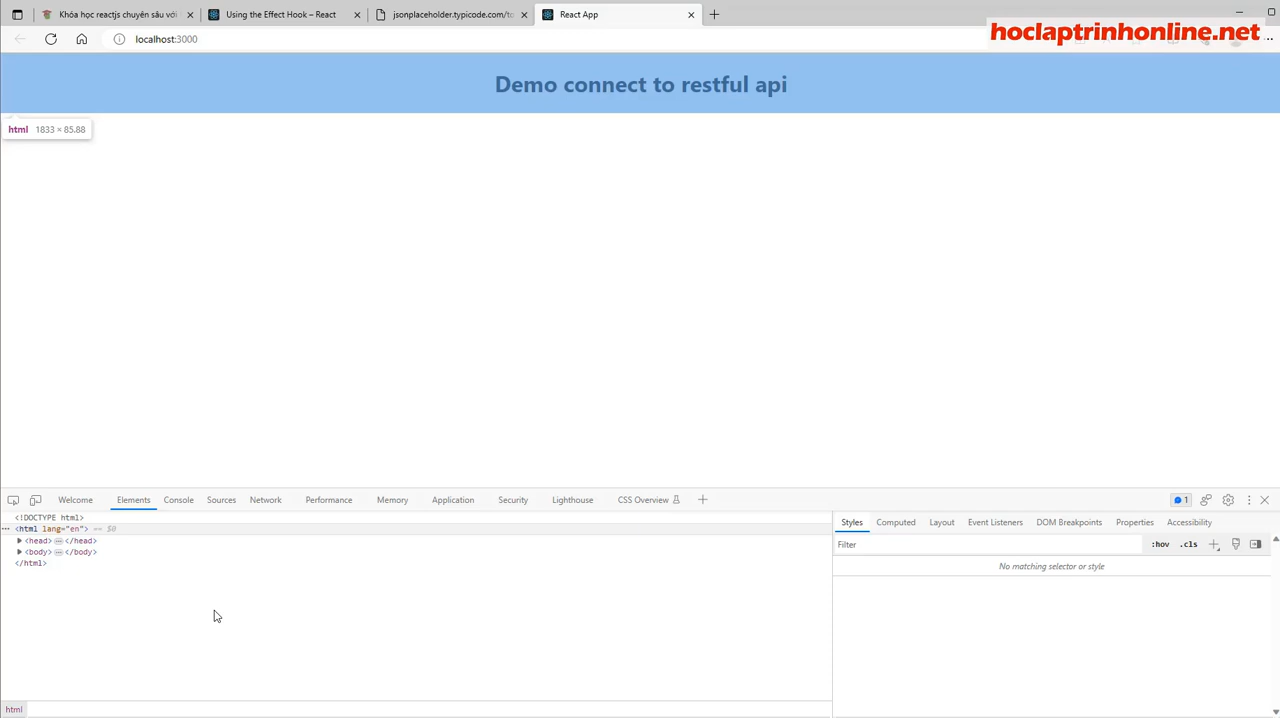 Khóa học reactjs chuyên sâu với
Using the Effect Hook – React
jsonplaceholder.typicode.com/to
React App
localhost:3000
hoclaptrinhonline.net
Demo connect to restful api
html 1833 × 85.88
Welcome
Elements
Console
Sources
Network
Performance
Memory
Application
Security
Lighthouse
CSS Overview
1
<!DOCTYPE html>
<html lang="en"> == $0
<head> </head>
<body> </body>
</html>
Styles
Computed
Layout
Event Listeners
DOM Breakpoints
Properties
Accessibility
Filter
:hov
.cls
No matching selector or style
html